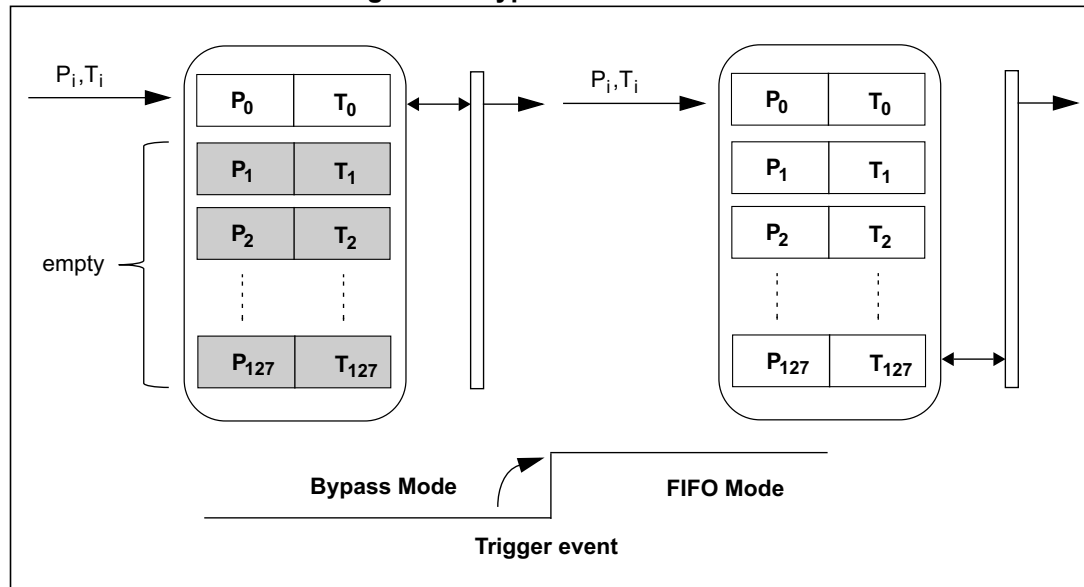 P_i,T_i
P_0 T_0
P_1 T_1
P_2 T_2
empty
P_127 T_127
P_i,T_i
P_0 T_0
P_1 T_1
P_2 T_2
P_127 T_127
Bypass Mode
FIFO Mode
Trigger event